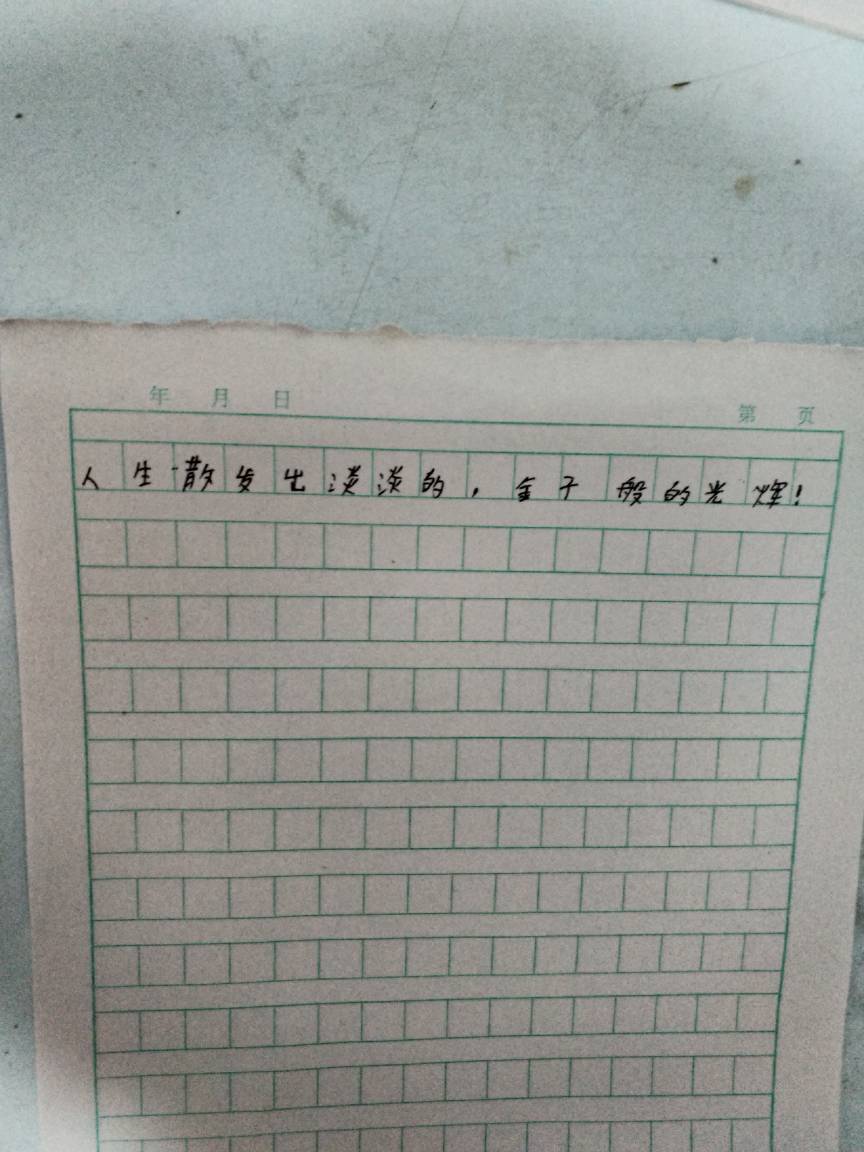 年 月 日
第 页
人生散发出淡淡的,金子般的光辉!